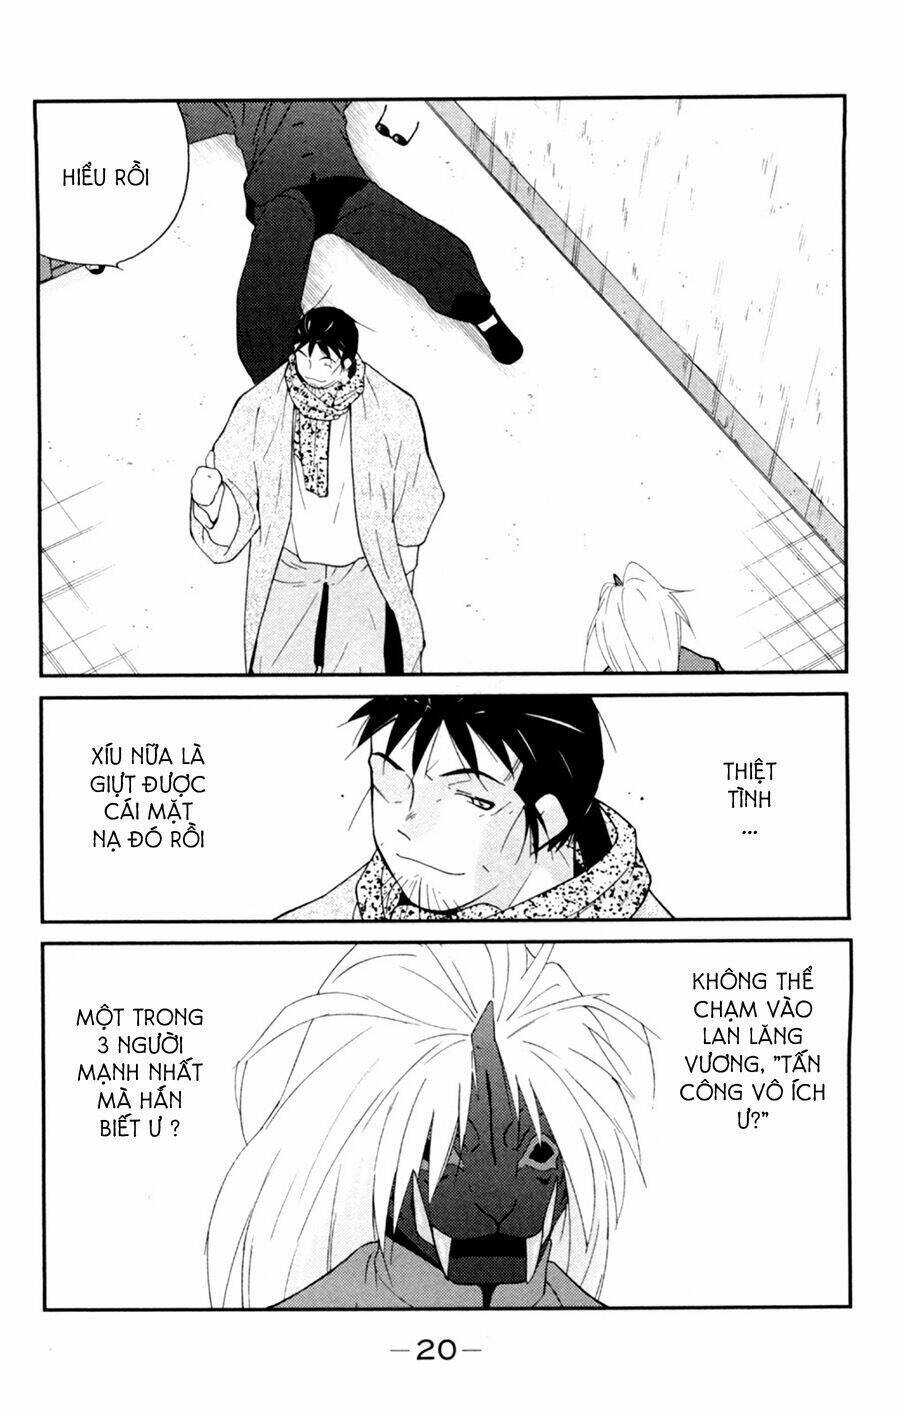 HIỂU RỒI
THIỆT
TÌNH
...
XÍU NỮA LÀ
GIỰT ĐƯỢC
CÁI MẶT
NẠ ĐÓ RỒI
KHÔNG THỂ
CHẠM VÀO
LAN LĂNG
VƯƠNG, "TẤN
CÔNG VÔ ÍCH
Ư?"
MỘT TRONG
3 NGƯỜI
MẠNH NHẤT
MÀ HẮN
BIẾT Ư ?
—20—